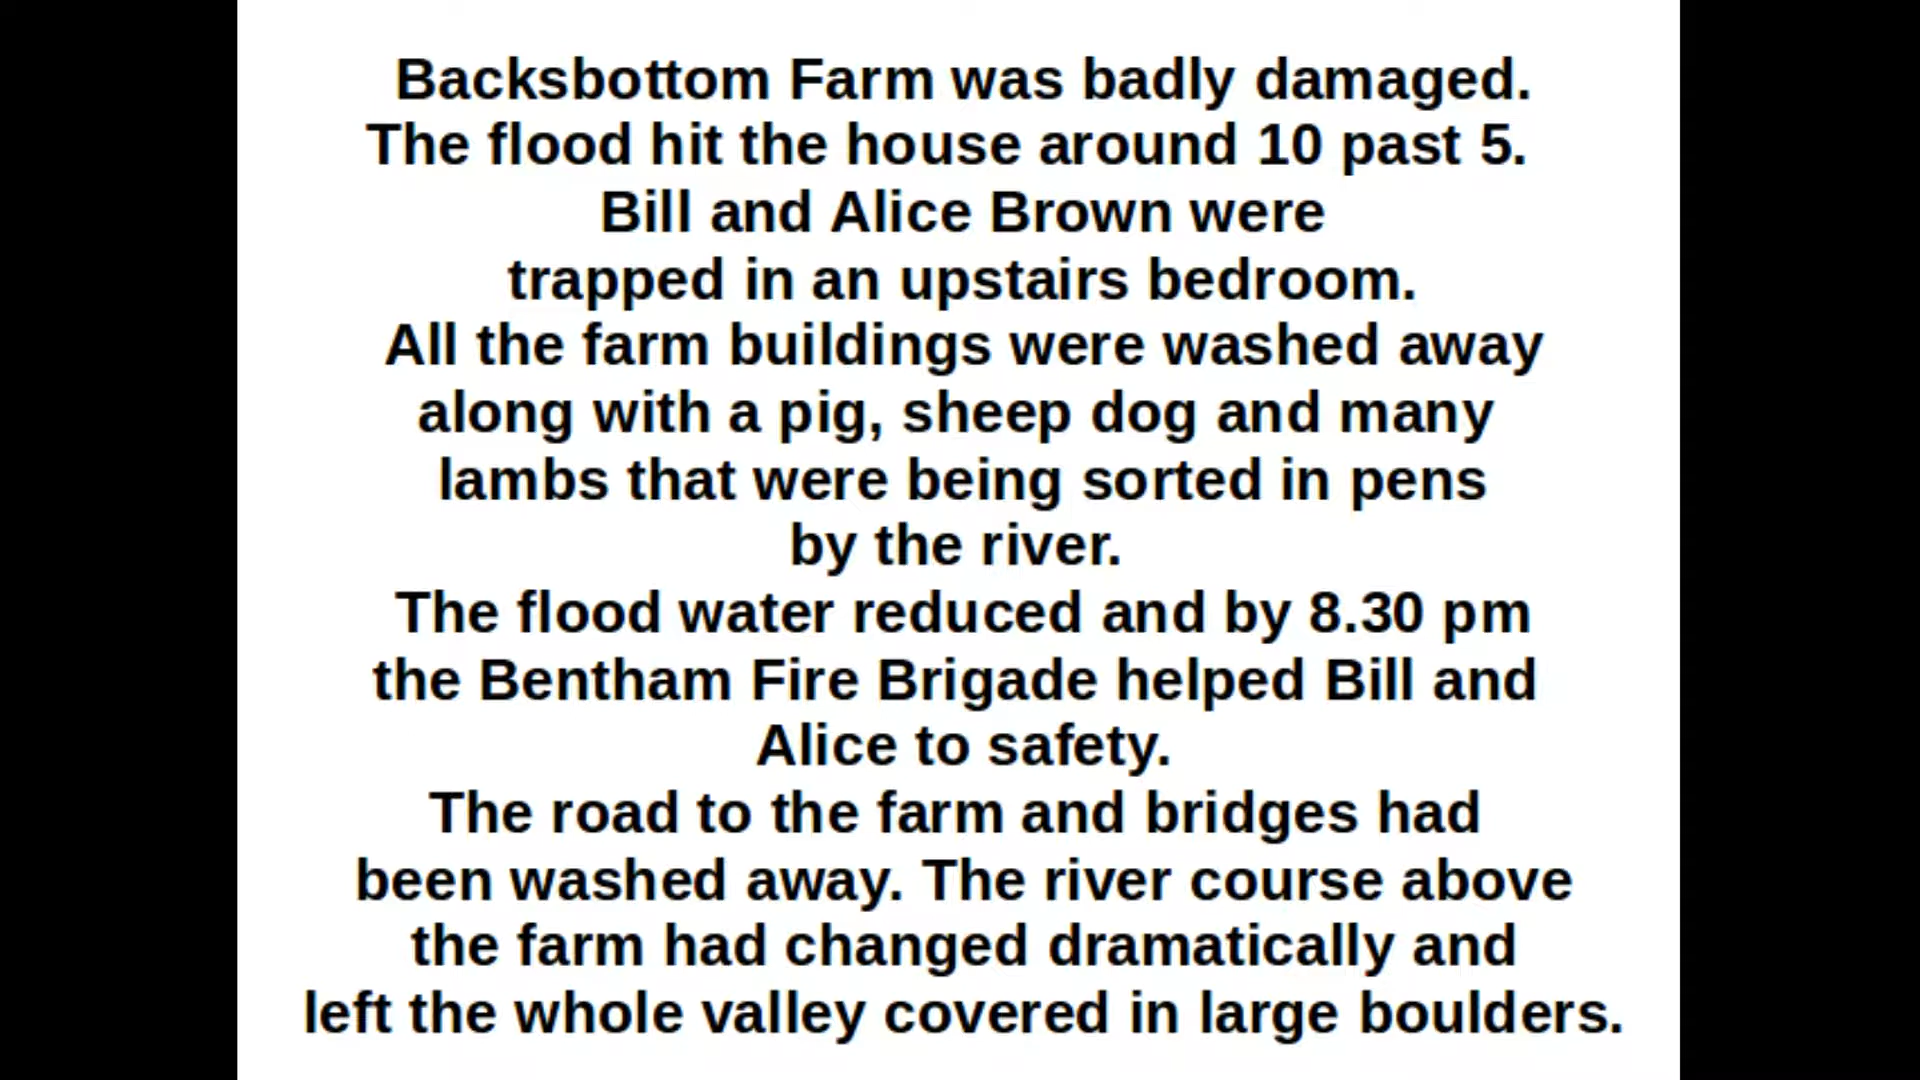 Backsbottom Farm was badly damaged.
The flood hit the house around 10 past 5.
Bill and Alice Brown were
trapped in an upstairs bedroom.
All the farm buildings were washed away
along with a pig, sheep dog and many
lambs that were being sorted in pens
by the river.
The flood water reduced and by 8.30 pm
the Bentham Fire Brigade helped Bill and
Alice to safety.
The road to the farm and bridges had
been washed away. The river course above
the farm had changed dramatically and
left the whole valley covered in large boulders.